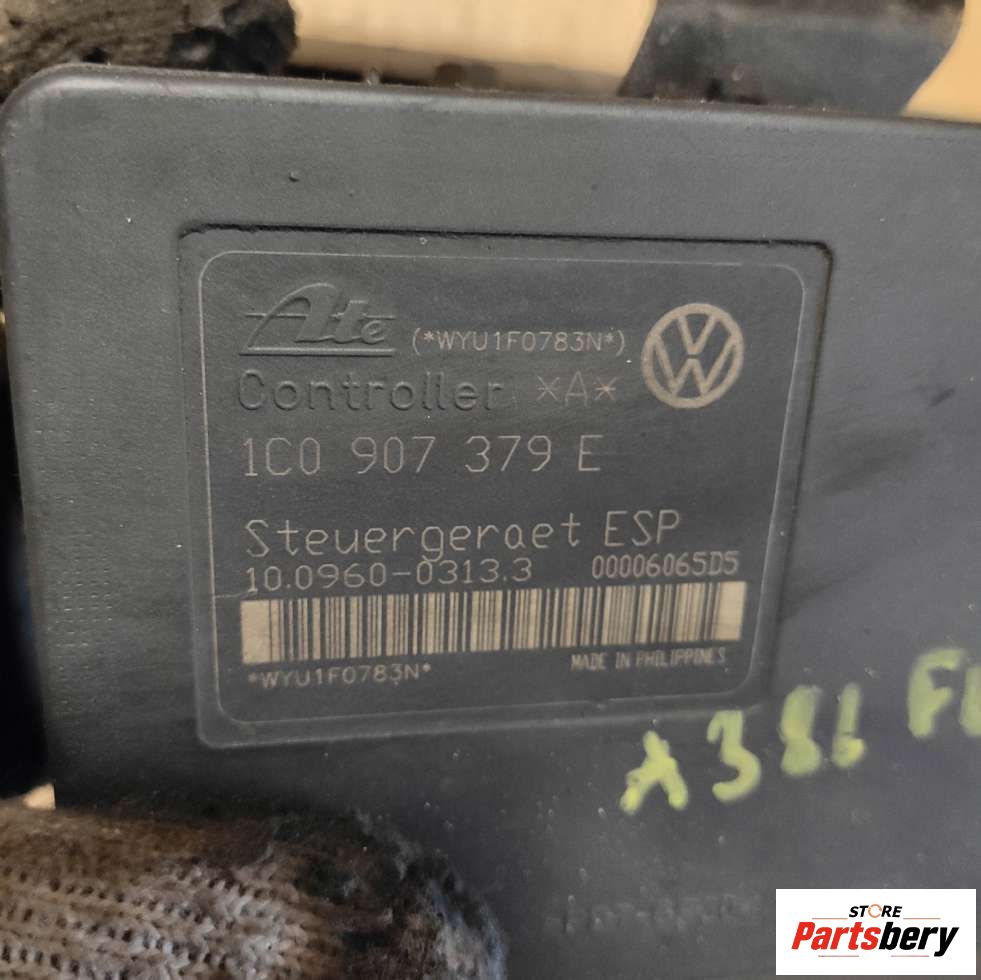 Ate (*WYU1F0783N*)
Controller *A*
1C0 907 379 E
Steuergeraet ESP
10.0960-0313.3 00006065D5
*WYU1F0783N* MADE IN PHILIPPINES
STORE
Partsbery